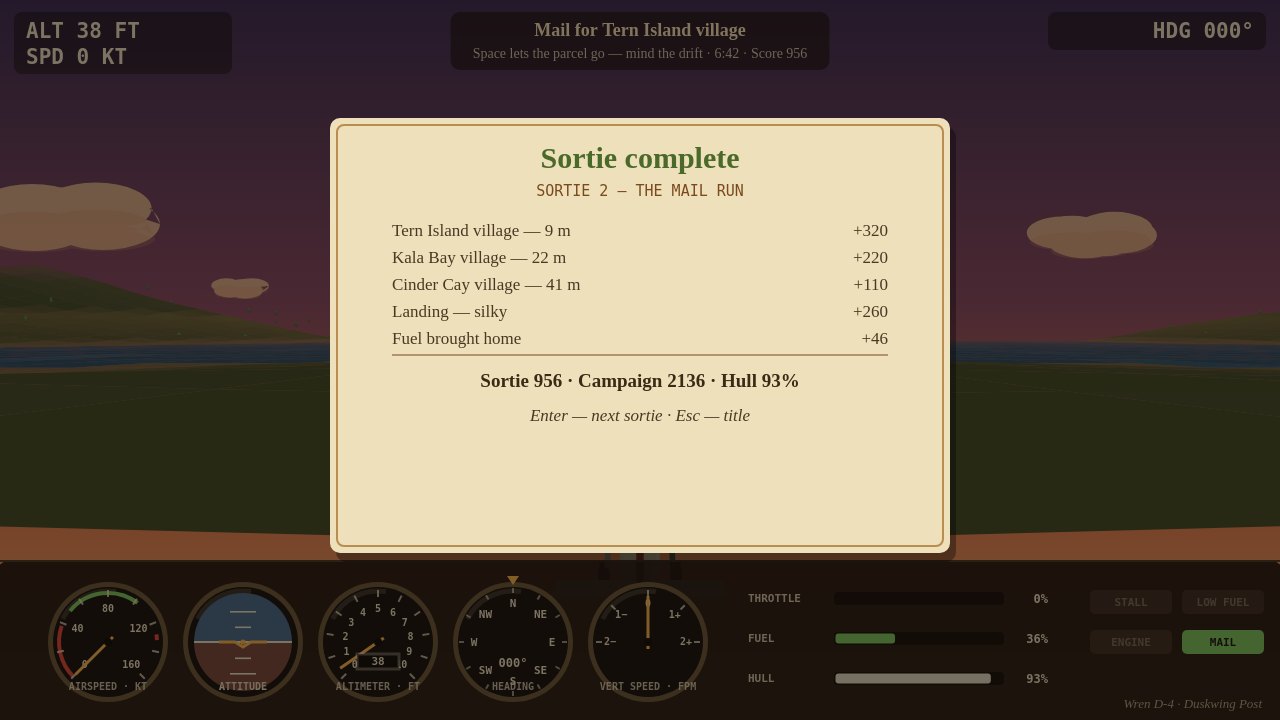 ALT 38 FT
SPD 0 KT
Mail for Tern Island village
Space lets the parcel go — mind the drift · 6:42 · Score 956
HDG 000°
Sortie complete
SORTIE 2 — THE MAIL RUN
Tern Island village — 9 m +320
Kala Bay village — 22 m +220
Cinder Cay village — 41 m +110
Landing — silky +260
Fuel brought home +46
Sortie 956 · Campaign 2136 · Hull 93%
Enter — next sortie · Esc — title
0 40 80 120 160
AIRSPEED · KT
ATTITUDE
0 1 2 3 4 5 6 7 8 9 10
38
ALTIMETER · FT
N NE E SE S SW W NW
000°
HEADING
0 1− 1+ 2− 2+
VERT SPEED · FPM
THROTTLE 0%
FUEL 36%
HULL 93%
STALL LOW FUEL
ENGINE MAIL
Wren D-4 · Duskwing Post